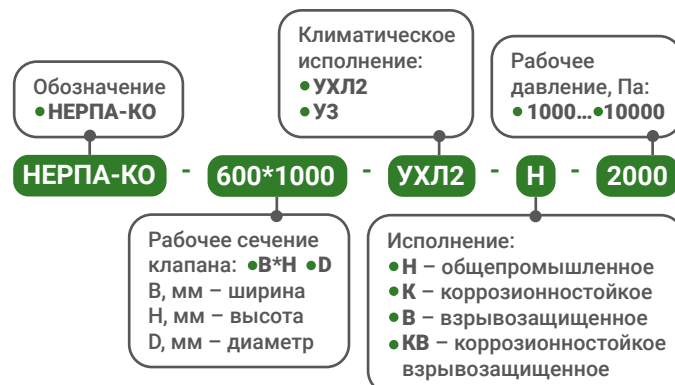 Обозначение
• НЕРПА-КО
Климатическое
исполнение:
• УХЛ2
• У3
Рабочее
давление, Па:
• 1000...• 10000
НЕРПА-КО - 600*1000 - УХЛ2 - Н - 2000
Рабочее сечение
клапана: • B*H • D
B, мм – ширина
H, мм – высота
D, мм – диаметр
Исполнение:
• Н – общепромышленное
• К – коррозионностойкое
• В – взрывозащищенное
• КВ – коррозионностойкое
взрывозащищенное